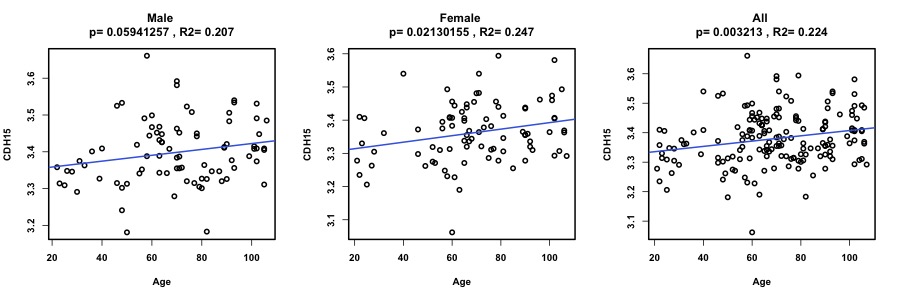 Male
p= 0.05941257 , R2= 0.207
CDH15
3.6
3.5
3.4
3.3
3.2
20 40 60 80 100
Age
Female
p= 0.02130155 , R2= 0.247
CDH15
3.6
3.5
3.4
3.3
3.2
3.1
20 40 60 80 100
Age
All
p= 0.003213 , R2= 0.224
CDH15
3.6
3.5
3.4
3.3
3.2
3.1
20 40 60 80 100
Age